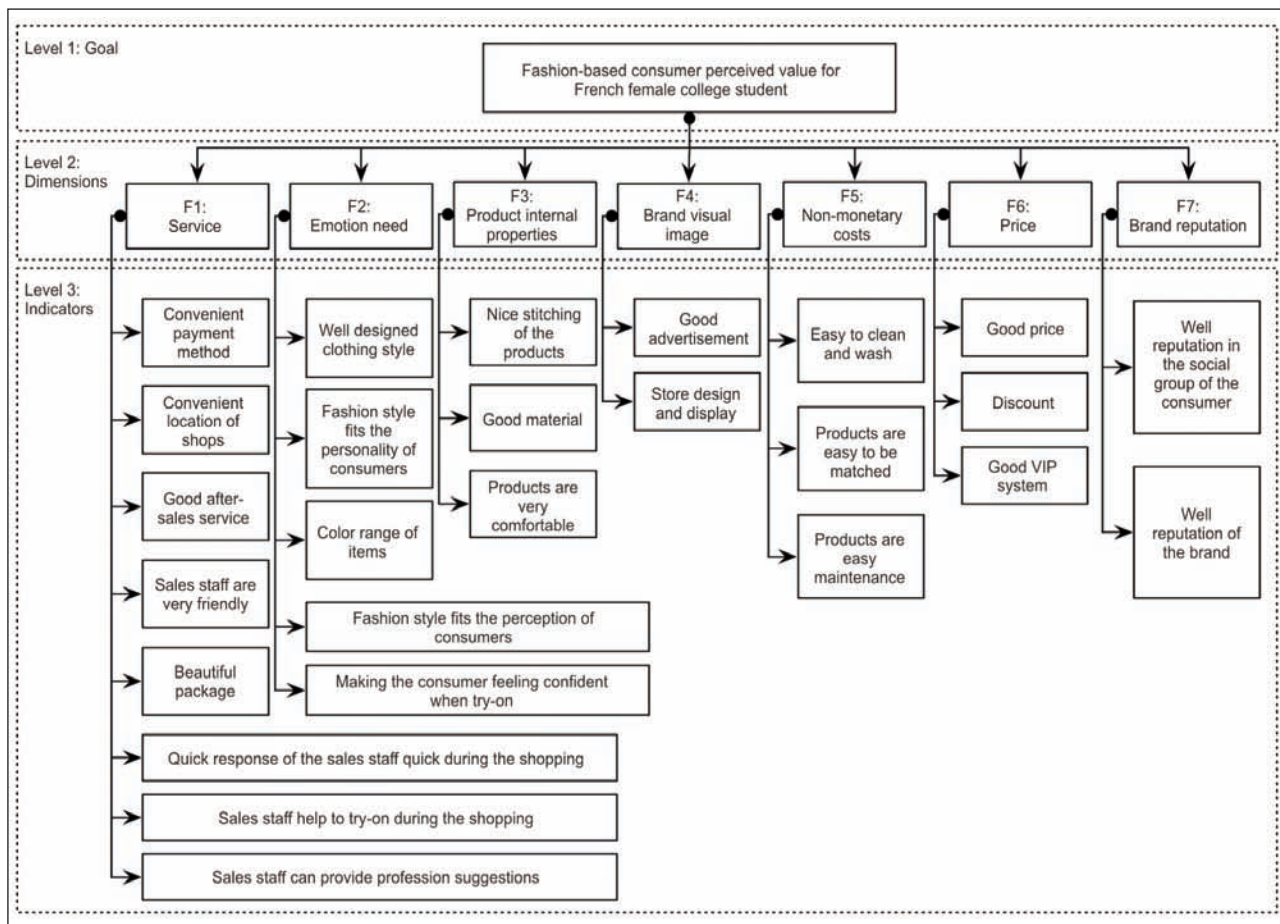 Level 1: Goal
Fashion-based consumer perceived value for
French female college student
Level 2:
Dimensions
F1:
Service
F2:
Emotion need
F3:
Product internal
properties
F4:
Brand visual
image
F5:
Non-monetary
costs
F6:
Price
F7:
Brand reputation
Level 3:
Indicators
Convenient
payment
method
Convenient
location of
shops
Good after-
sales service
Sales staff are
very friendly
Beautiful
package
Quick response of the sales staff quick during the shopping
Sales staff help to try-on during the shopping
Sales staff can provide profession suggestions
Well designed
clothing style
Fashion style
fits the
personality of
consumers
Color range of
items
Fashion style fits the perception of
consumers
Making the consumer feeling confident
when try-on
Nice stitching
of the
products
Good material
Products are
very
comfortable
Good
advertisement
Store design
and display
Easy to clean
and wash
Products are
easy to be
matched
Products are
easy
maintenance
Good price
Discount
Good VIP
system
Well
reputation in
the social
group of the
consumer
Well
reputation
of the brand